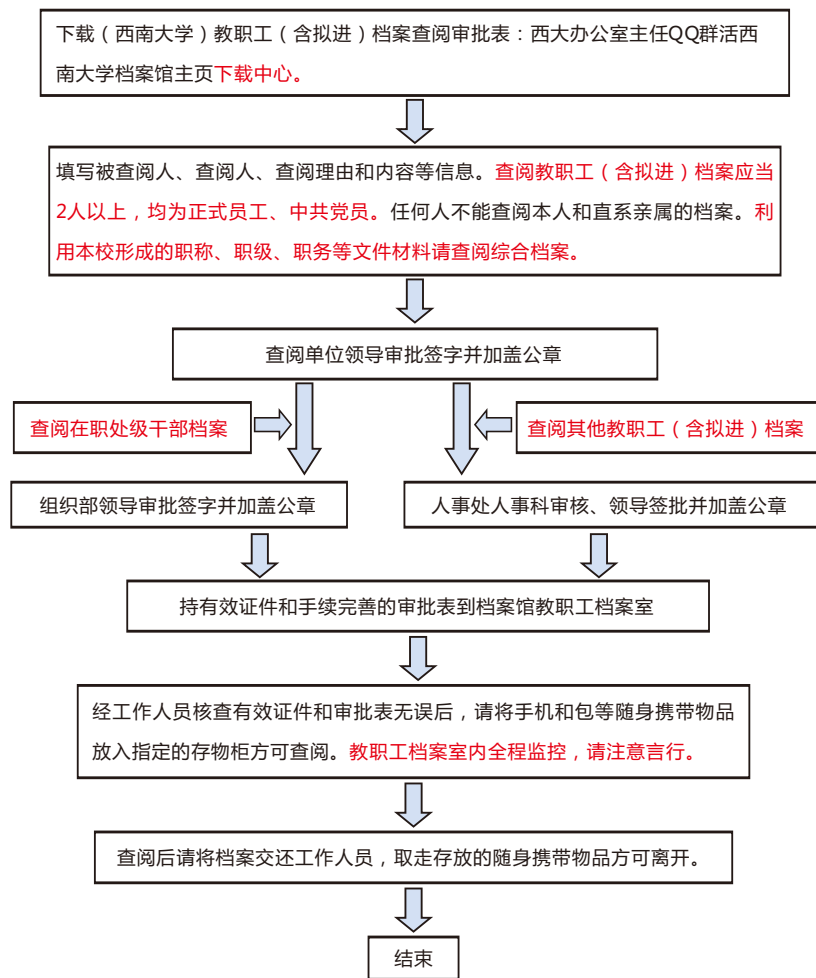 下载（西南大学）教职工（含拟进）档案查阅审批表：西大办公室主任QQ群活西
南大学档案馆主页下载中心。
填写被查阅人、查阅人、查阅理由和内容等信息。查阅教职工（含拟进）档案应当
2人以上，均为正式员工、中共党员。任何人不能查阅本人和直系亲属的档案。利
用本校形成的职称、职级、职务等文件材料请查阅综合档案。
查阅单位领导审批签字并加盖公章
查阅在职处级干部档案
查阅其他教职工（含拟进）档案
组织部领导审批签字并加盖公章
人事处人事科审核、领导签批并加盖公章
持有效证件和手续完善的审批表到档案馆教职工档案室
经工作人员核查有效证件和审批表无误后，请将手机和包等随身携带物品
放入指定的存物柜方可查阅。教职工档案室内全程监控，请注意言行。
查阅后请将档案交还工作人员，取走存放的随身携带物品方可离开。
结束